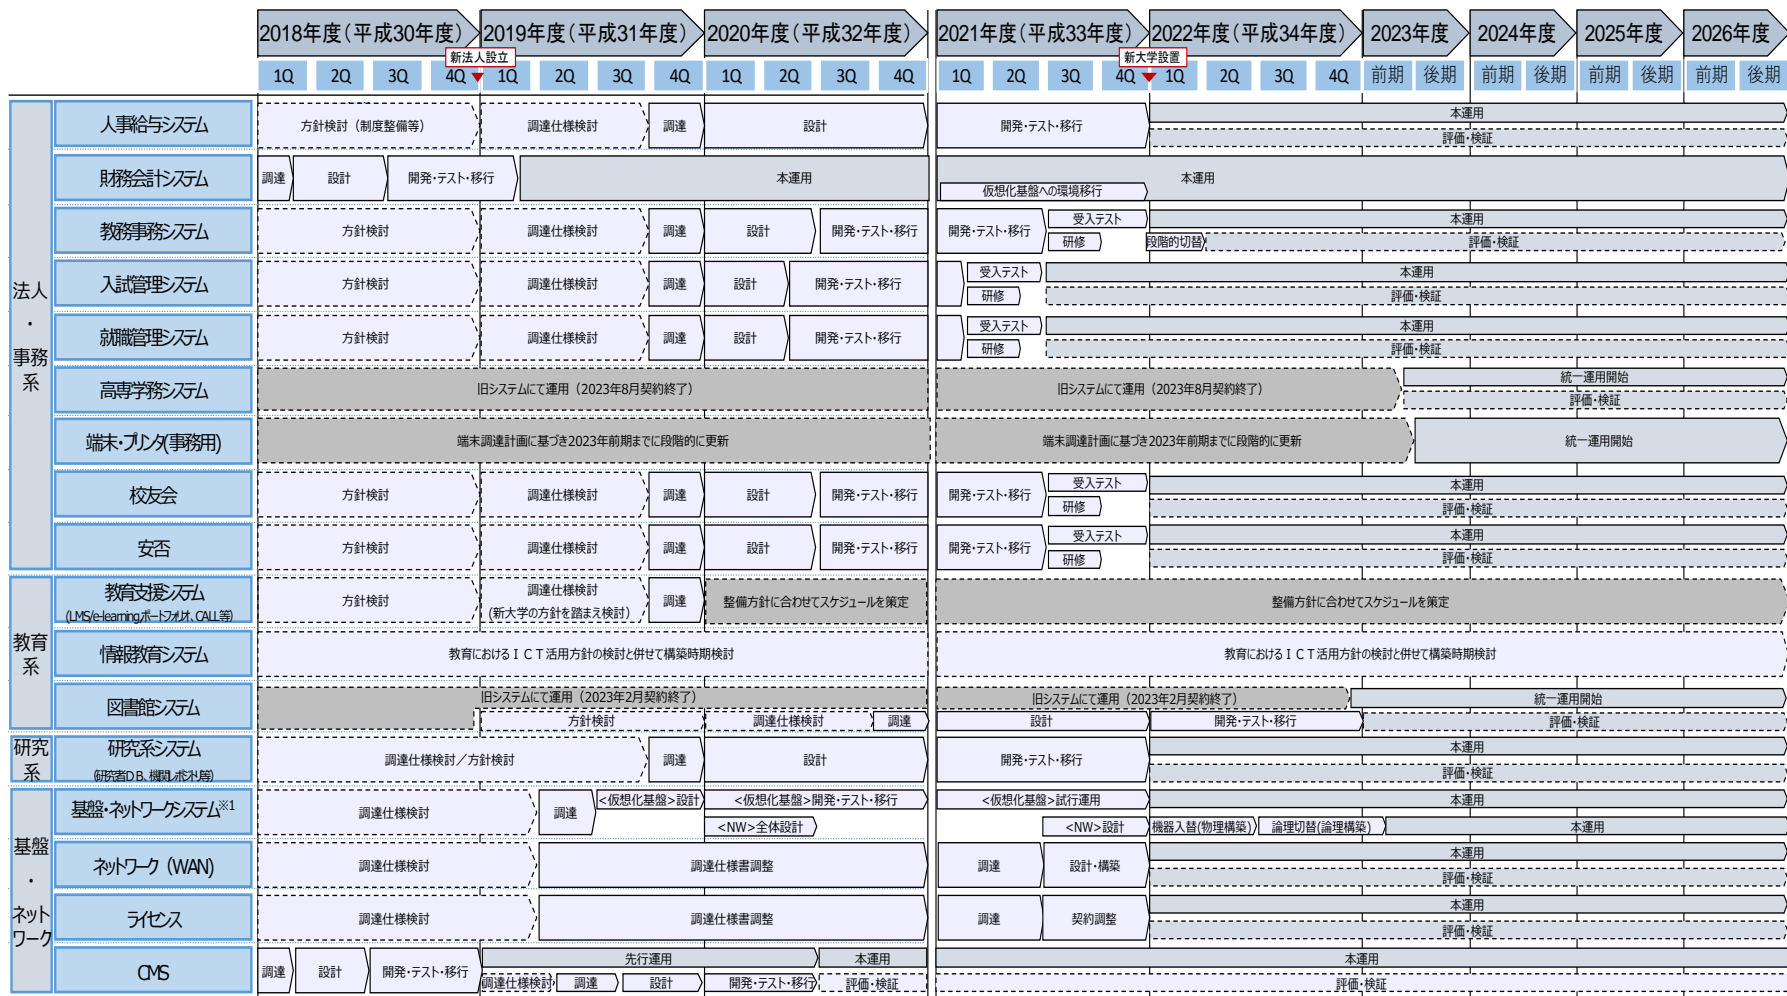 2018年度（平成30年度） 2019年度（平成31年度） 2020年度（平成32年度） 2021年度（平成33年度） 2022年度（平成34年度） 2023年度 2024年度 2025年度 2026年度
新法人設立 新大学設置
1Q 2Q 3Q 4Q 1Q 2Q 3Q 4Q 1Q 2Q 3Q 4Q 1Q 2Q 3Q 4Q 1Q 2Q 3Q 4Q 前期 後期 前期 後期 前期 後期 前期 後期
法人・事務系
人事給与システム 方針検討（制度整備等） 調達仕様検討 調達 設計 開発・テスト・移行 本運用
評価・検証
財務会計システム 調達 設計 開発・テスト・移行 本運用 本運用
仮想化基盤への環境移行
教務事務システム 方針検討 調達仕様検討 調達 設計 開発・テスト・移行 開発・テスト・移行 受入テスト 本運用
研修 段階的切替 評価・検証
入試管理システム 方針検討 調達仕様検討 調達 設計 開発・テスト・移行 受入テスト 本運用
研修 評価・検証
就職管理システム 方針検討 調達仕様検討 調達 設計 開発・テスト・移行 受入テスト 本運用
研修 評価・検証
高専学務システム 旧システムにて運用（2023年8月契約終了） 旧システムにて運用（2023年8月契約終了） 統一運用開始
評価・検証
端末・プリンタ(事務用) 端末調達計画に基づき2023年前期までに段階的に更新 端末調達計画に基づき2023年前期までに段階的に更新 統一運用開始
校友会 方針検討 調達仕様検討 調達 設計 開発・テスト・移行 開発・テスト・移行 受入テスト 本運用
研修 評価・検証
安否 方針検討 調達仕様検討 調達 設計 開発・テスト・移行 開発・テスト・移行 受入テスト 本運用
研修 評価・検証
教育系
教育支援システム 方針検討 調達仕様検討 調達 整備方針に合わせてスケジュールを策定 整備方針に合わせてスケジュールを策定
(LMS/e-learningポートフォリオ、CALL等) (新大学の方針を踏まえ検討)
情報教育システム 教育におけるＩＣＴ活用方針の検討と併せて構築時期検討 教育におけるＩＣＴ活用方針の検討と併せて構築時期検討
図書館システム 旧システムにて運用（2023年2月契約終了） 旧システムにて運用（2023年2月契約終了） 統一運用開始
方針検討 調達仕様検討 調達 設計 開発・テスト・移行 評価・検証
研究系
研究系システム 調達仕様検討／方針検討 調達 設計 開発・テスト・移行 本運用
(研究者ＤＢ、機関レポジトリ等) 評価・検証
基盤・ネットワーク
基盤・ネットワークシステム※1 調達仕様検討 調達 <仮想化基盤>設計 <仮想化基盤>開発・テスト・移行 <仮想化基盤>試行運用 本運用
<NW>全体設計 <NW>設計 機器入替(物理構築) 論理切替(論理構築) 本運用
ネットワーク（WAN) 調達仕様検討 調達仕様書調整 調達 設計・構築 本運用
評価・検証
ライセンス 調達仕様検討 調達仕様書調整 調達 契約調整 本運用
評価・検証
CMS 調達 設計 開発・テスト・移行 先行運用 本運用 本運用
調達仕様検討 調達 設計 開発・テスト・移行 評価・検証 評価・検証